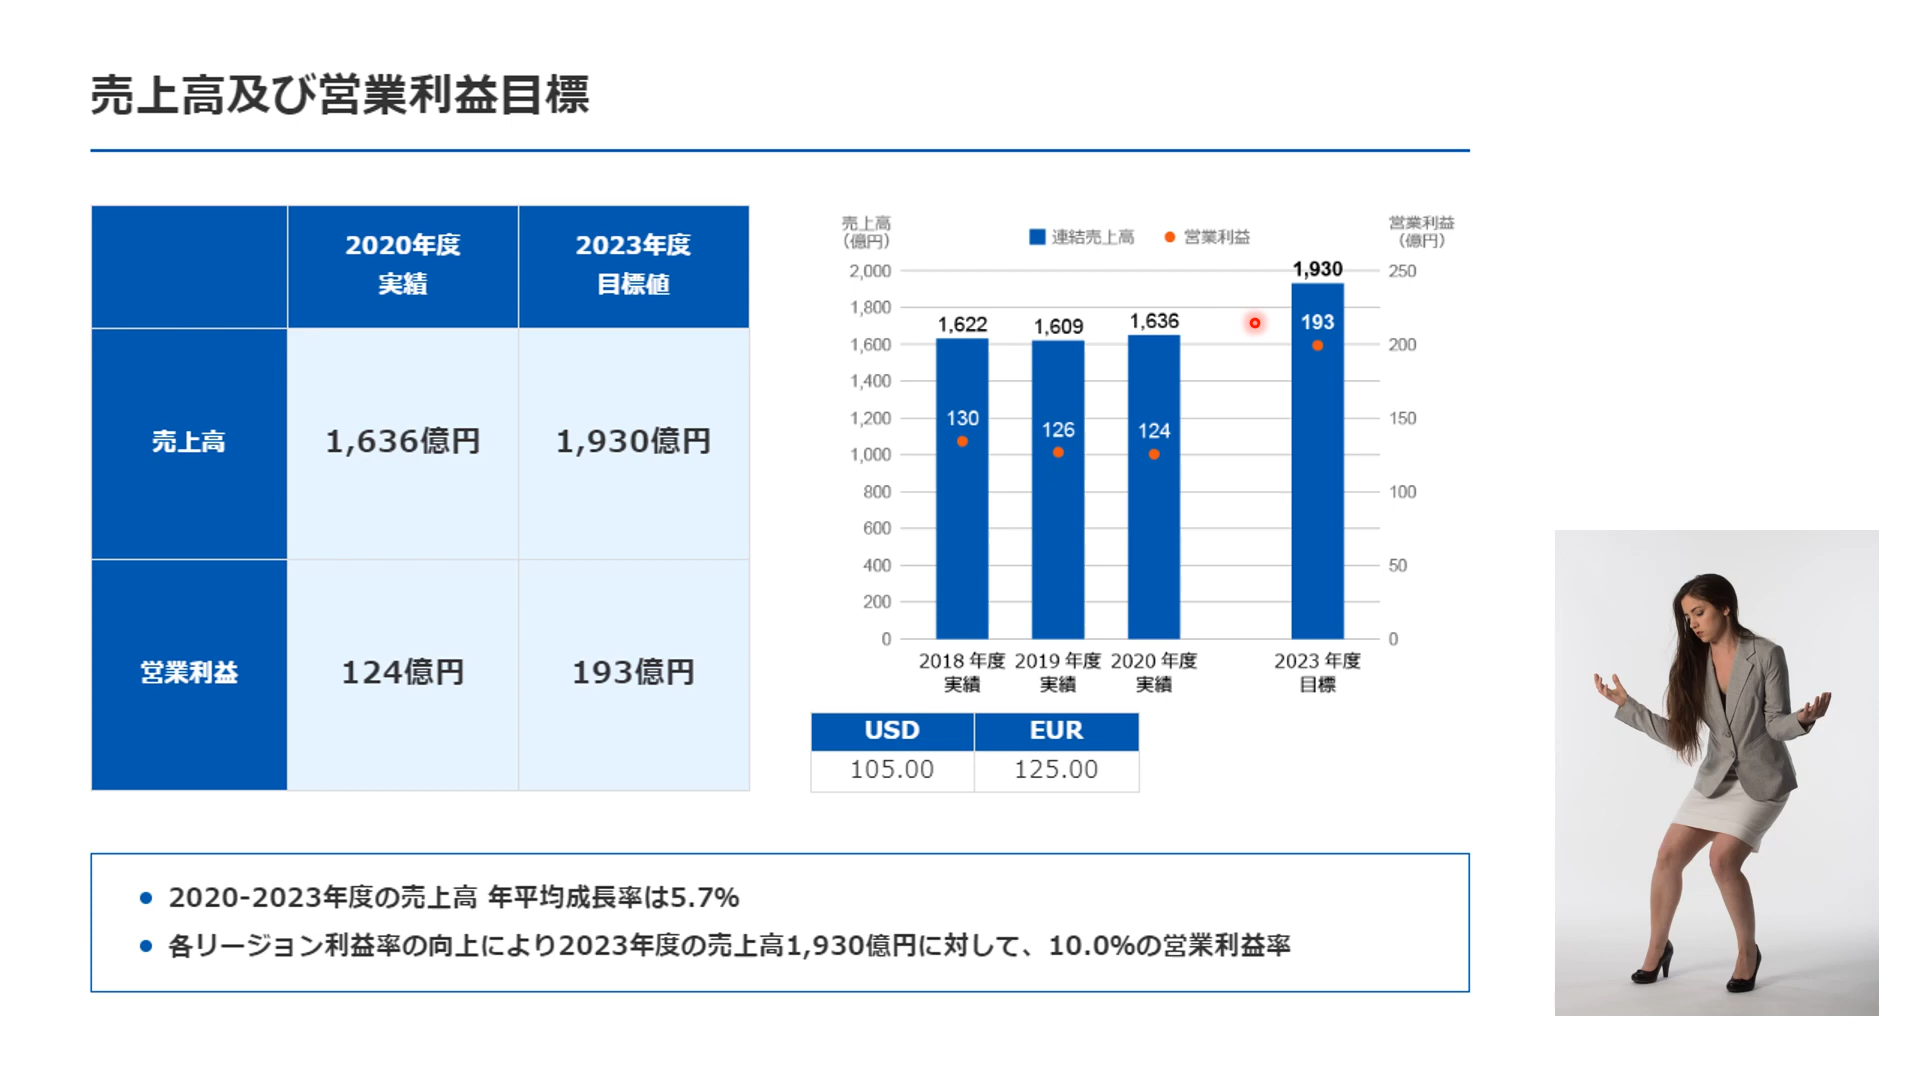 売上高及び営業利益目標
2020年度
実績
2023年度
目標値
売上高
1,636億円
1,930億円
営業利益
124億円
193億円
売上高
（億円）
連結売上高
営業利益
営業利益
（億円）
2,000
1,800
1,600
1,400
1,200
1,000
800
600
400
200
0
1,622
1,609
1,636
1,930
130
126
124
193
250
200
150
100
50
0
2018 年度
実績
2019 年度
実績
2020 年度
実績
2023 年度
目標
USD EUR
105.00 125.00
2020-2023年度の売上高 年平均成長率は5.7%
各リージョン利益率の向上により2023年度の売上高1,930億円に対して、10.0%の営業利益率